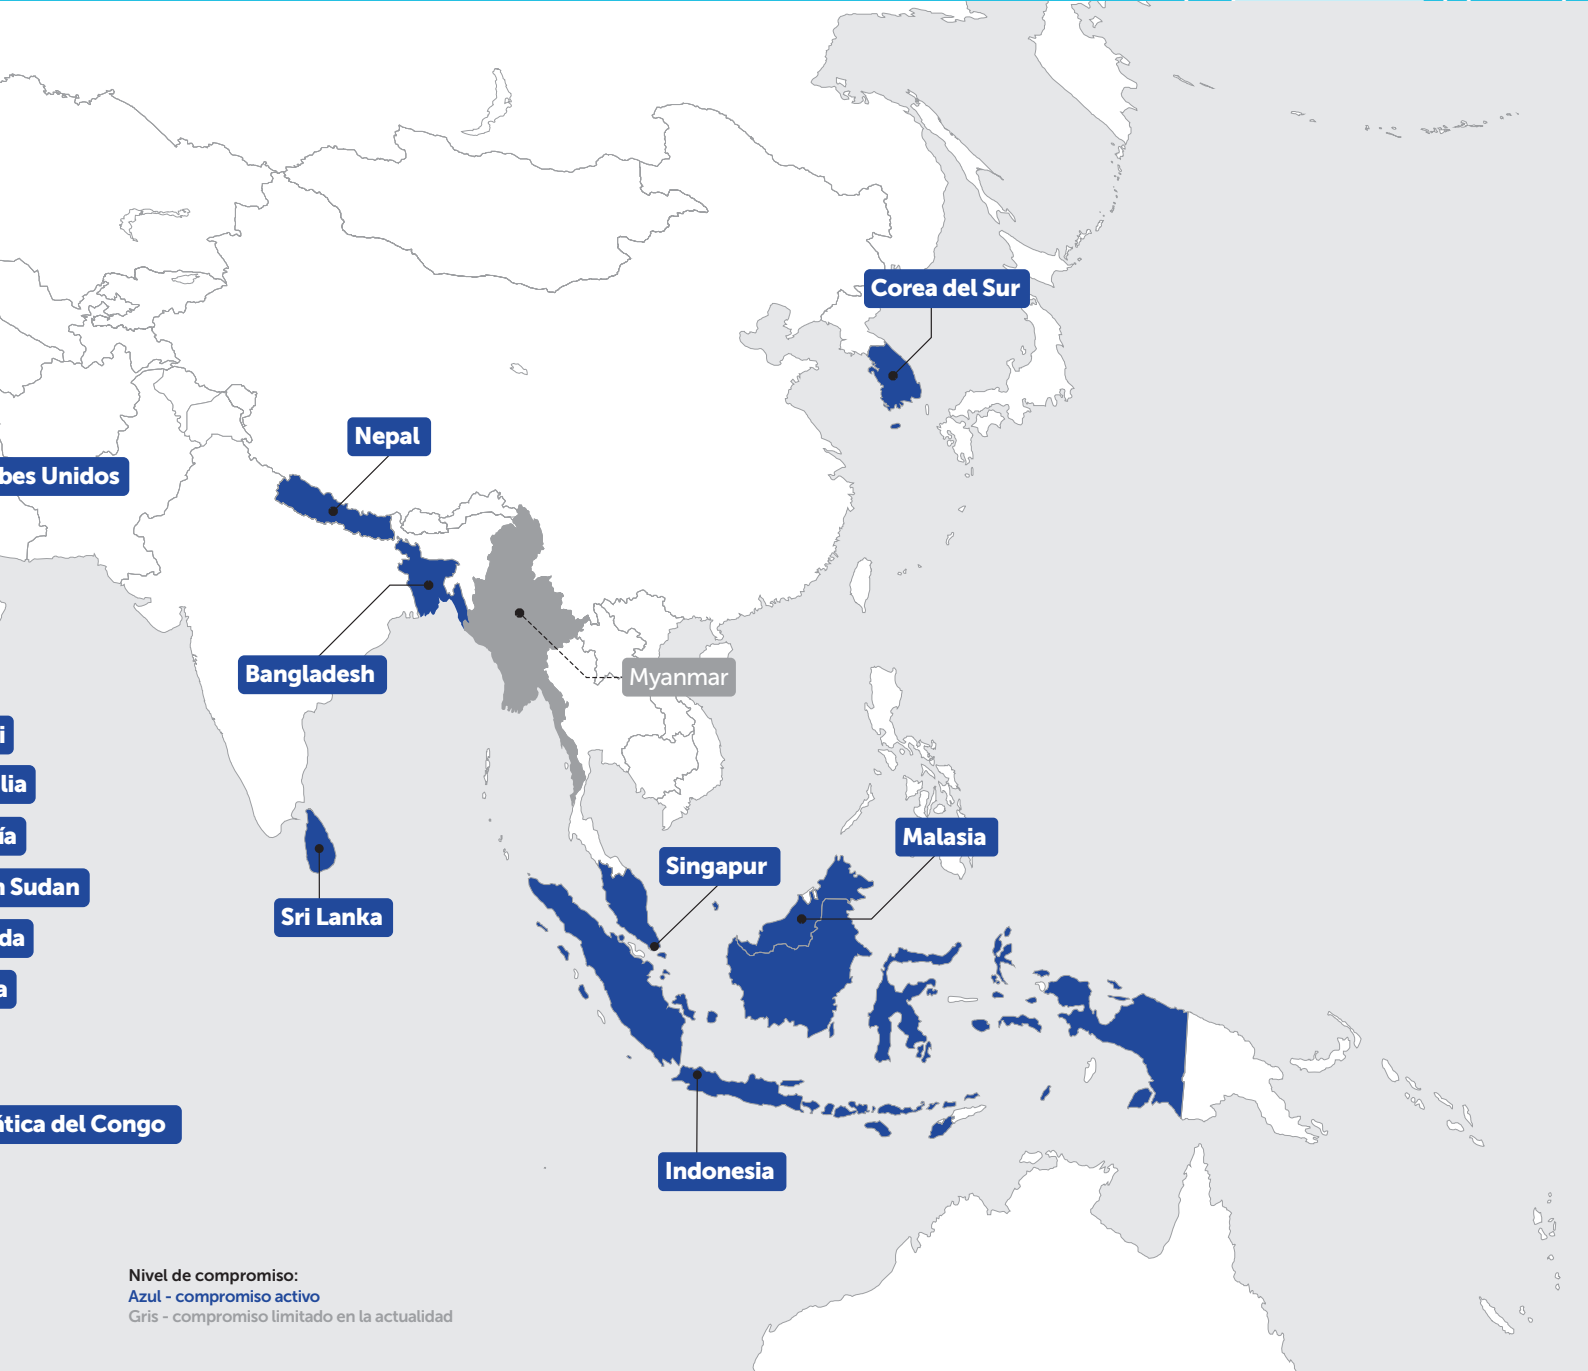 Corea del Sur
Nepal
bes Unidos
Bangladesh
Myanmar
i
lia
Malasia
ía
Singapur
n Sudan
Sri Lanka
da
a
ática del Congo
Indonesia
Nivel de compromiso:
Azul - compromiso activo
Gris - compromiso limitado en la actualidad